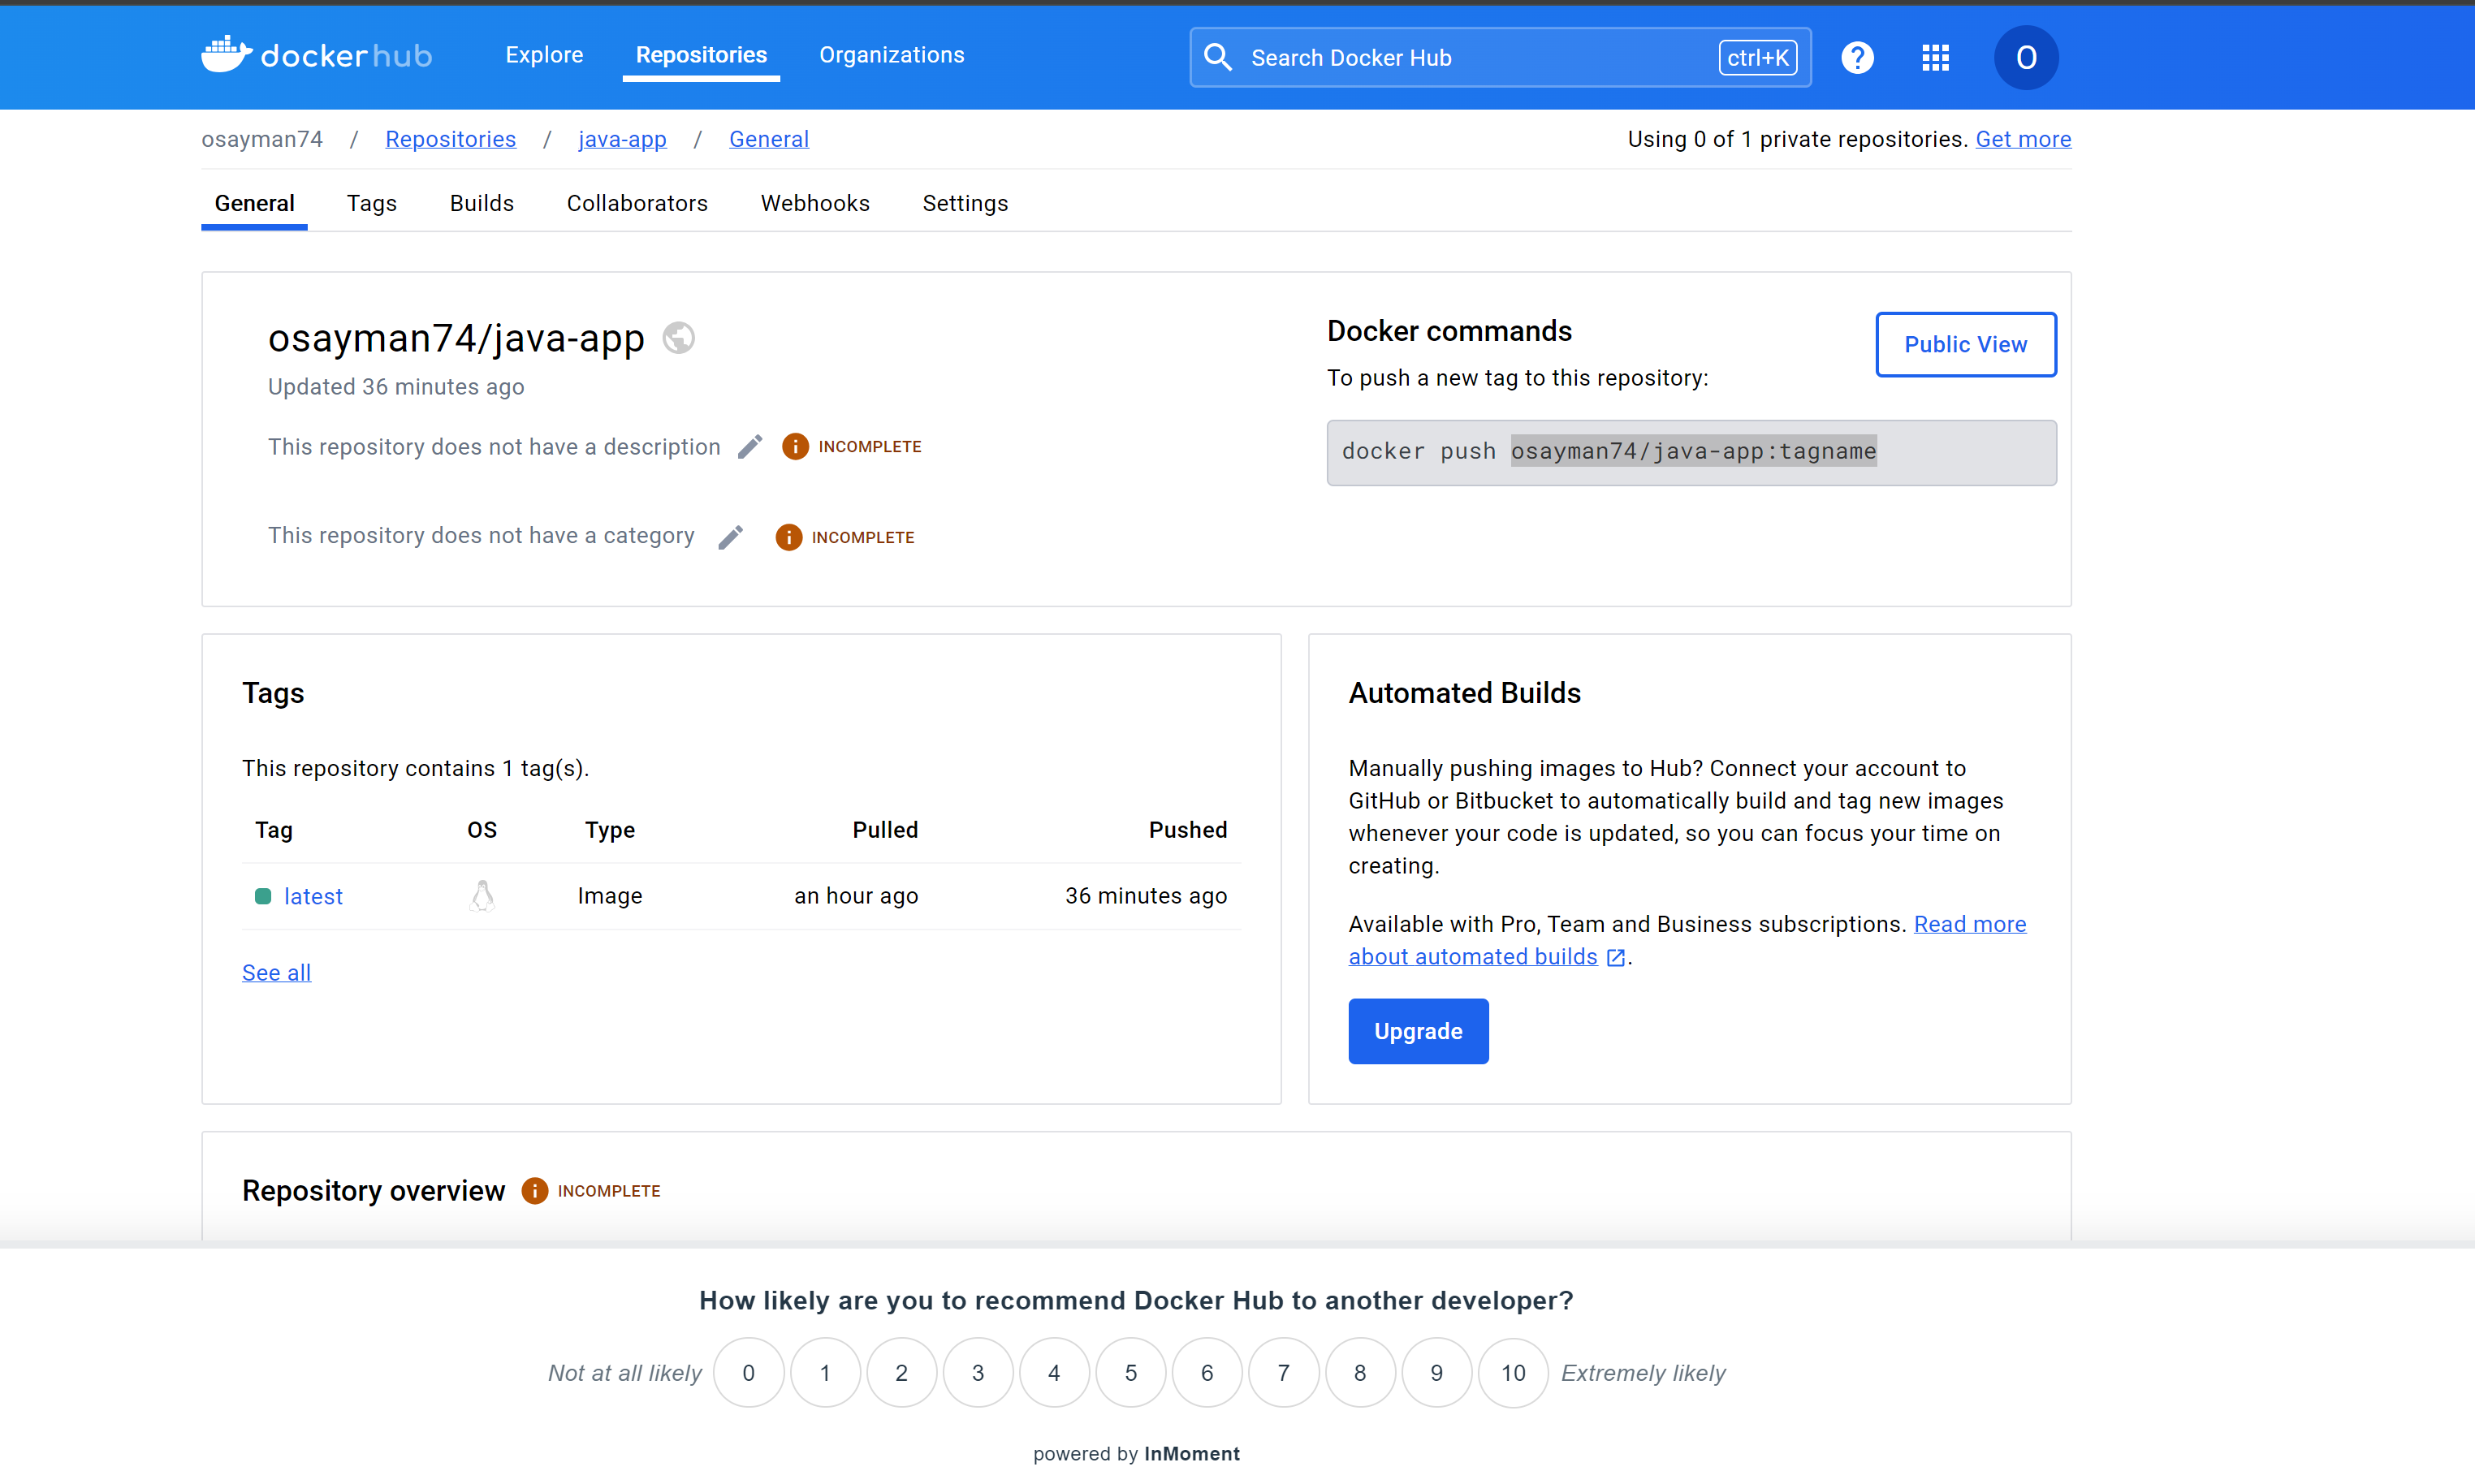 dockerhub Explore Repositories Organizations Search Docker Hub ctrl+K ? O
osayman74 / Repositories / java-app / General Using 0 of 1 private repositories. Get more
General Tags Builds Collaborators Webhooks Settings
osayman74/java-app
Updated 36 minutes ago
This repository does not have a description i INCOMPLETE
This repository does not have a category i INCOMPLETE
Docker commands
Public View
To push a new tag to this repository:
docker push osayman74/java-app:tagname
Tags
This repository contains 1 tag(s).
Tag OS Type Pulled Pushed
latest Image an hour ago 36 minutes ago
See all
Automated Builds
Manually pushing images to Hub? Connect your account to
GitHub or Bitbucket to automatically build and tag new images
whenever your code is updated, so you can focus your time on
creating.
Available with Pro, Team and Business subscriptions. Read more
about automated builds .
Upgrade
Repository overview i INCOMPLETE
How likely are you to recommend Docker Hub to another developer?
Not at all likely 0 1 2 3 4 5 6 7 8 9 10 Extremely likely
powered by InMoment